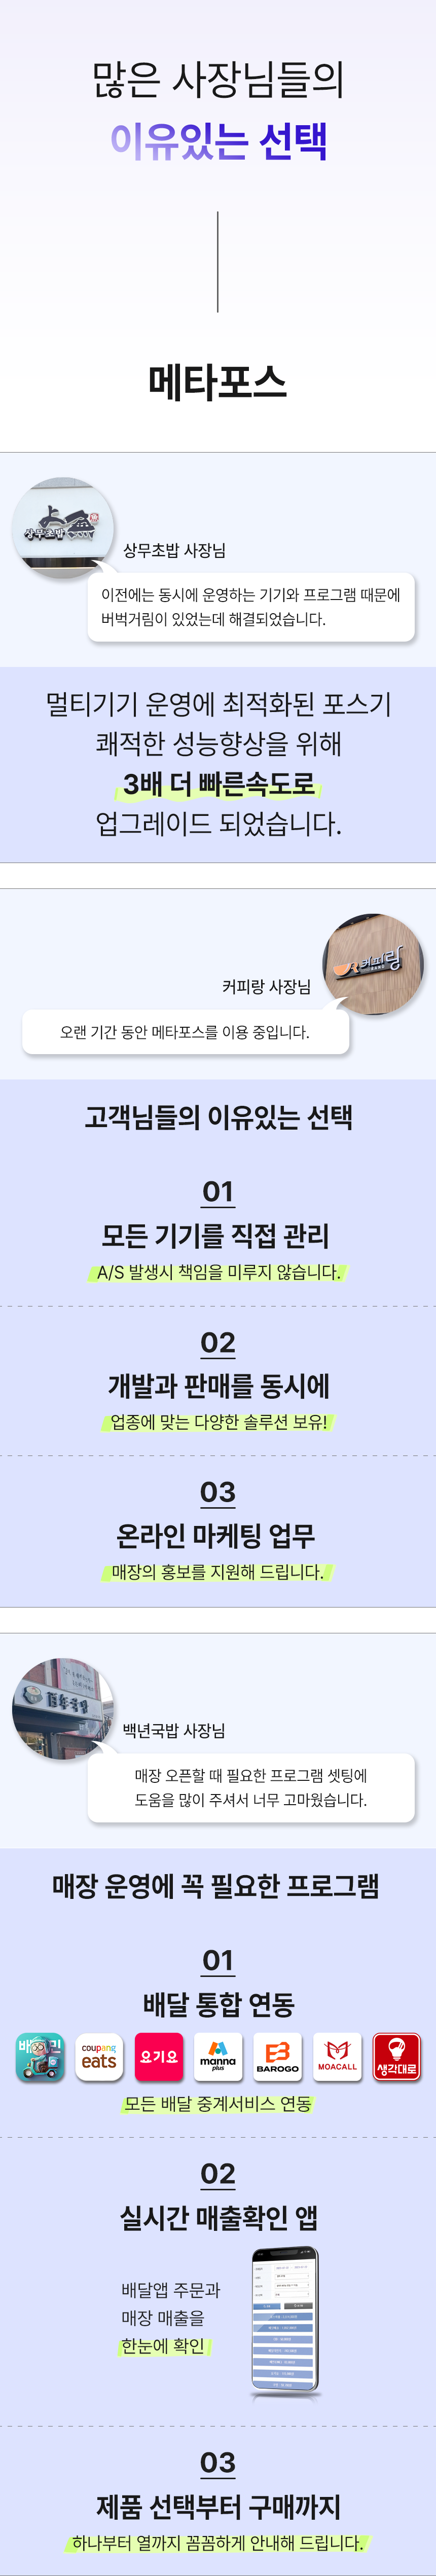 많은 사장님들의
이유있는 선택
메타포스
상무초밥
상무초밥 사장님
이전에는 동시에 운영하는 기기와 프로그램 때문에
버벅거림이 있었는데 해결되었습니다.
멀티기기 운영에 최적화된 포스기
쾌적한 성능향상을 위해
3배 더 빠른속도로
업그레이드 되었습니다.
커피랑
커피랑 사장님
오랜 기간 동안 메타포스를 이용 중입니다.
고객님들의 이유있는 선택
01
모든 기기를 직접 관리
A/S 발생시 책임을 미루지 않습니다.
02
개발과 판매를 동시에
업종에 맞는 다양한 솔루션 보유!
03
온라인 마케팅 업무
매장의 홍보를 지원해 드립니다.
백년국밥
백년국밥 사장님
매장 오픈할 때 필요한 프로그램 셋팅에
도움을 많이 주셔서 너무 고마웠습니다.
매장 운영에 꼭 필요한 프로그램
01
배달 통합 연동
배민
coupang eats
요기요
manna plus
BAROGO
MOACALL
생각대로
모든 배달 중계서비스 연동
02
실시간 매출확인 앱
배달앱 주문과
매장 매출을
한눈에 확인
03
제품 선택부터 구매까지
하나부터 열까지 꼼꼼하게 안내해 드립니다.